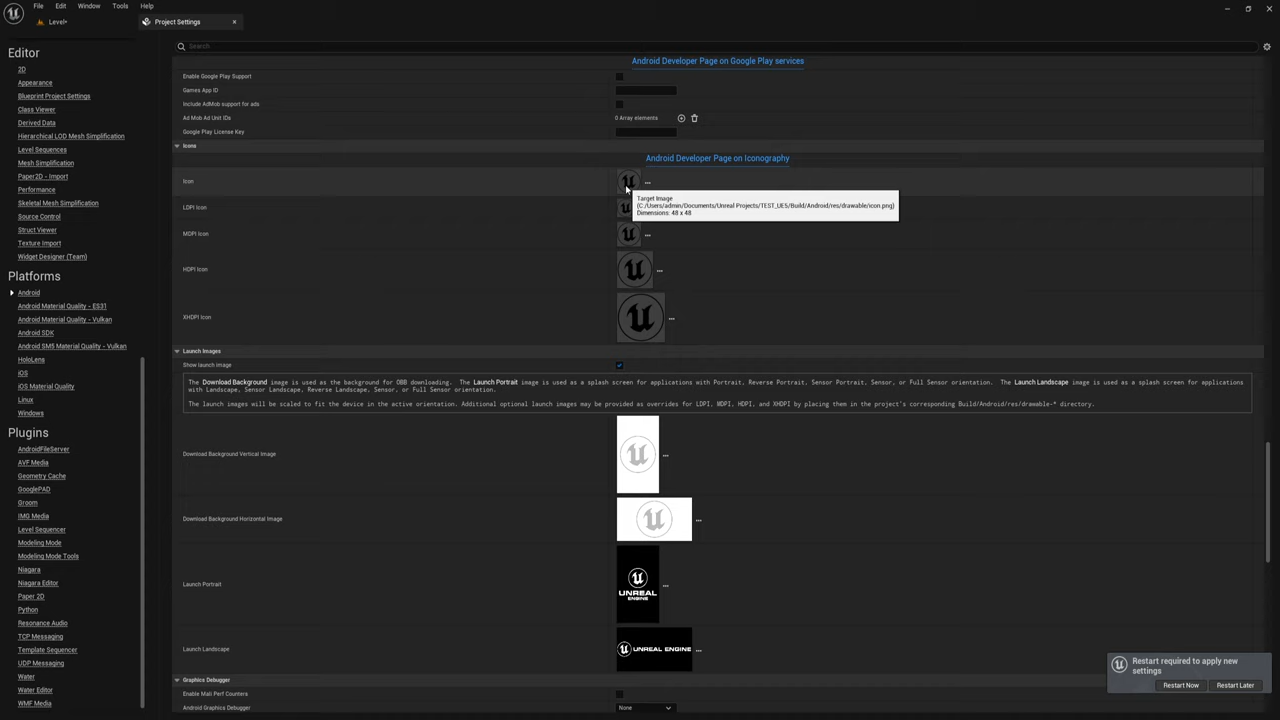 File Edit Window Tools Help
Level*
Project Settings
Search
Editor
2D
Appearance
Blueprint Project Settings
Class Viewer
Derived Data
Hierarchical LOD Mesh Simplification
Level Sequences
Mesh Simplification
Paper2D - Import
Performance
Skeletal Mesh Simplification
Source Control
Struct Viewer
Texture Import
Widget Designer (Team)
Platforms
Android
Android Material Quality - ES31
Android Material Quality - Vulkan
Android SDK
Android SM5 Material Quality - Vulkan
HoloLens
iOS
iOS Material Quality
Linux
Windows
Plugins
AndroidFileServer
AVF Media
Geometry Cache
GooglePAD
Groom
IMG Media
Level Sequencer
Modeling Mode
Modeling Mode Tools
Niagara
Niagara Editor
Paper 2D
Python
Resonance Audio
TCP Messaging
Template Sequencer
UDP Messaging
Water
Water Editor
WMF Media
Android Developer Page on Google Play services
Enable Google Play Support
Games App ID
Include AdMob support for ads
Ad Mob Ad Unit IDs 0 Array elements
Google Play License Key
Icons
Android Developer Page on Iconography
Icon
Target Image
(C:/Users/admin/Documents/Unreal Projects/TEST_UE5/Build/Android/res/drawable/icon.png)
Dimensions: 48 x 48
LDPI Icon
MDPI Icon
HDPI Icon
XHDPI Icon
Launch Images
Show launch image
The Download Background image is used as the background for OBB downloading. The Launch Portrait image is used as a splash screen for applications with Portrait, Reverse Portrait, Sensor Portrait, Sensor, or Full Sensor orientation. The Launch Landscape image is used as a splash screen for applications
with Landscape, Sensor Landscape, Reverse Landscape, Sensor, or Full Sensor orientation.
The launch images will be scaled to fit the device in the active orientation. Additional optional launch images may be provided as overrides for LDPI, MDPI, HDPI, and XHDPI by placing them in the project's corresponding Build/Android/res/drawable-* directory.
Download Background Vertical Image
Download Background Horizontal Image
Launch Portrait
UNREAL
ENGINE
Launch Landscape
UNREAL ENGINE
Graphics Debugger
Enable Mali Perf Counters
Android Graphics Debugger None
Restart required to apply new
settings
Restart Now Restart Later